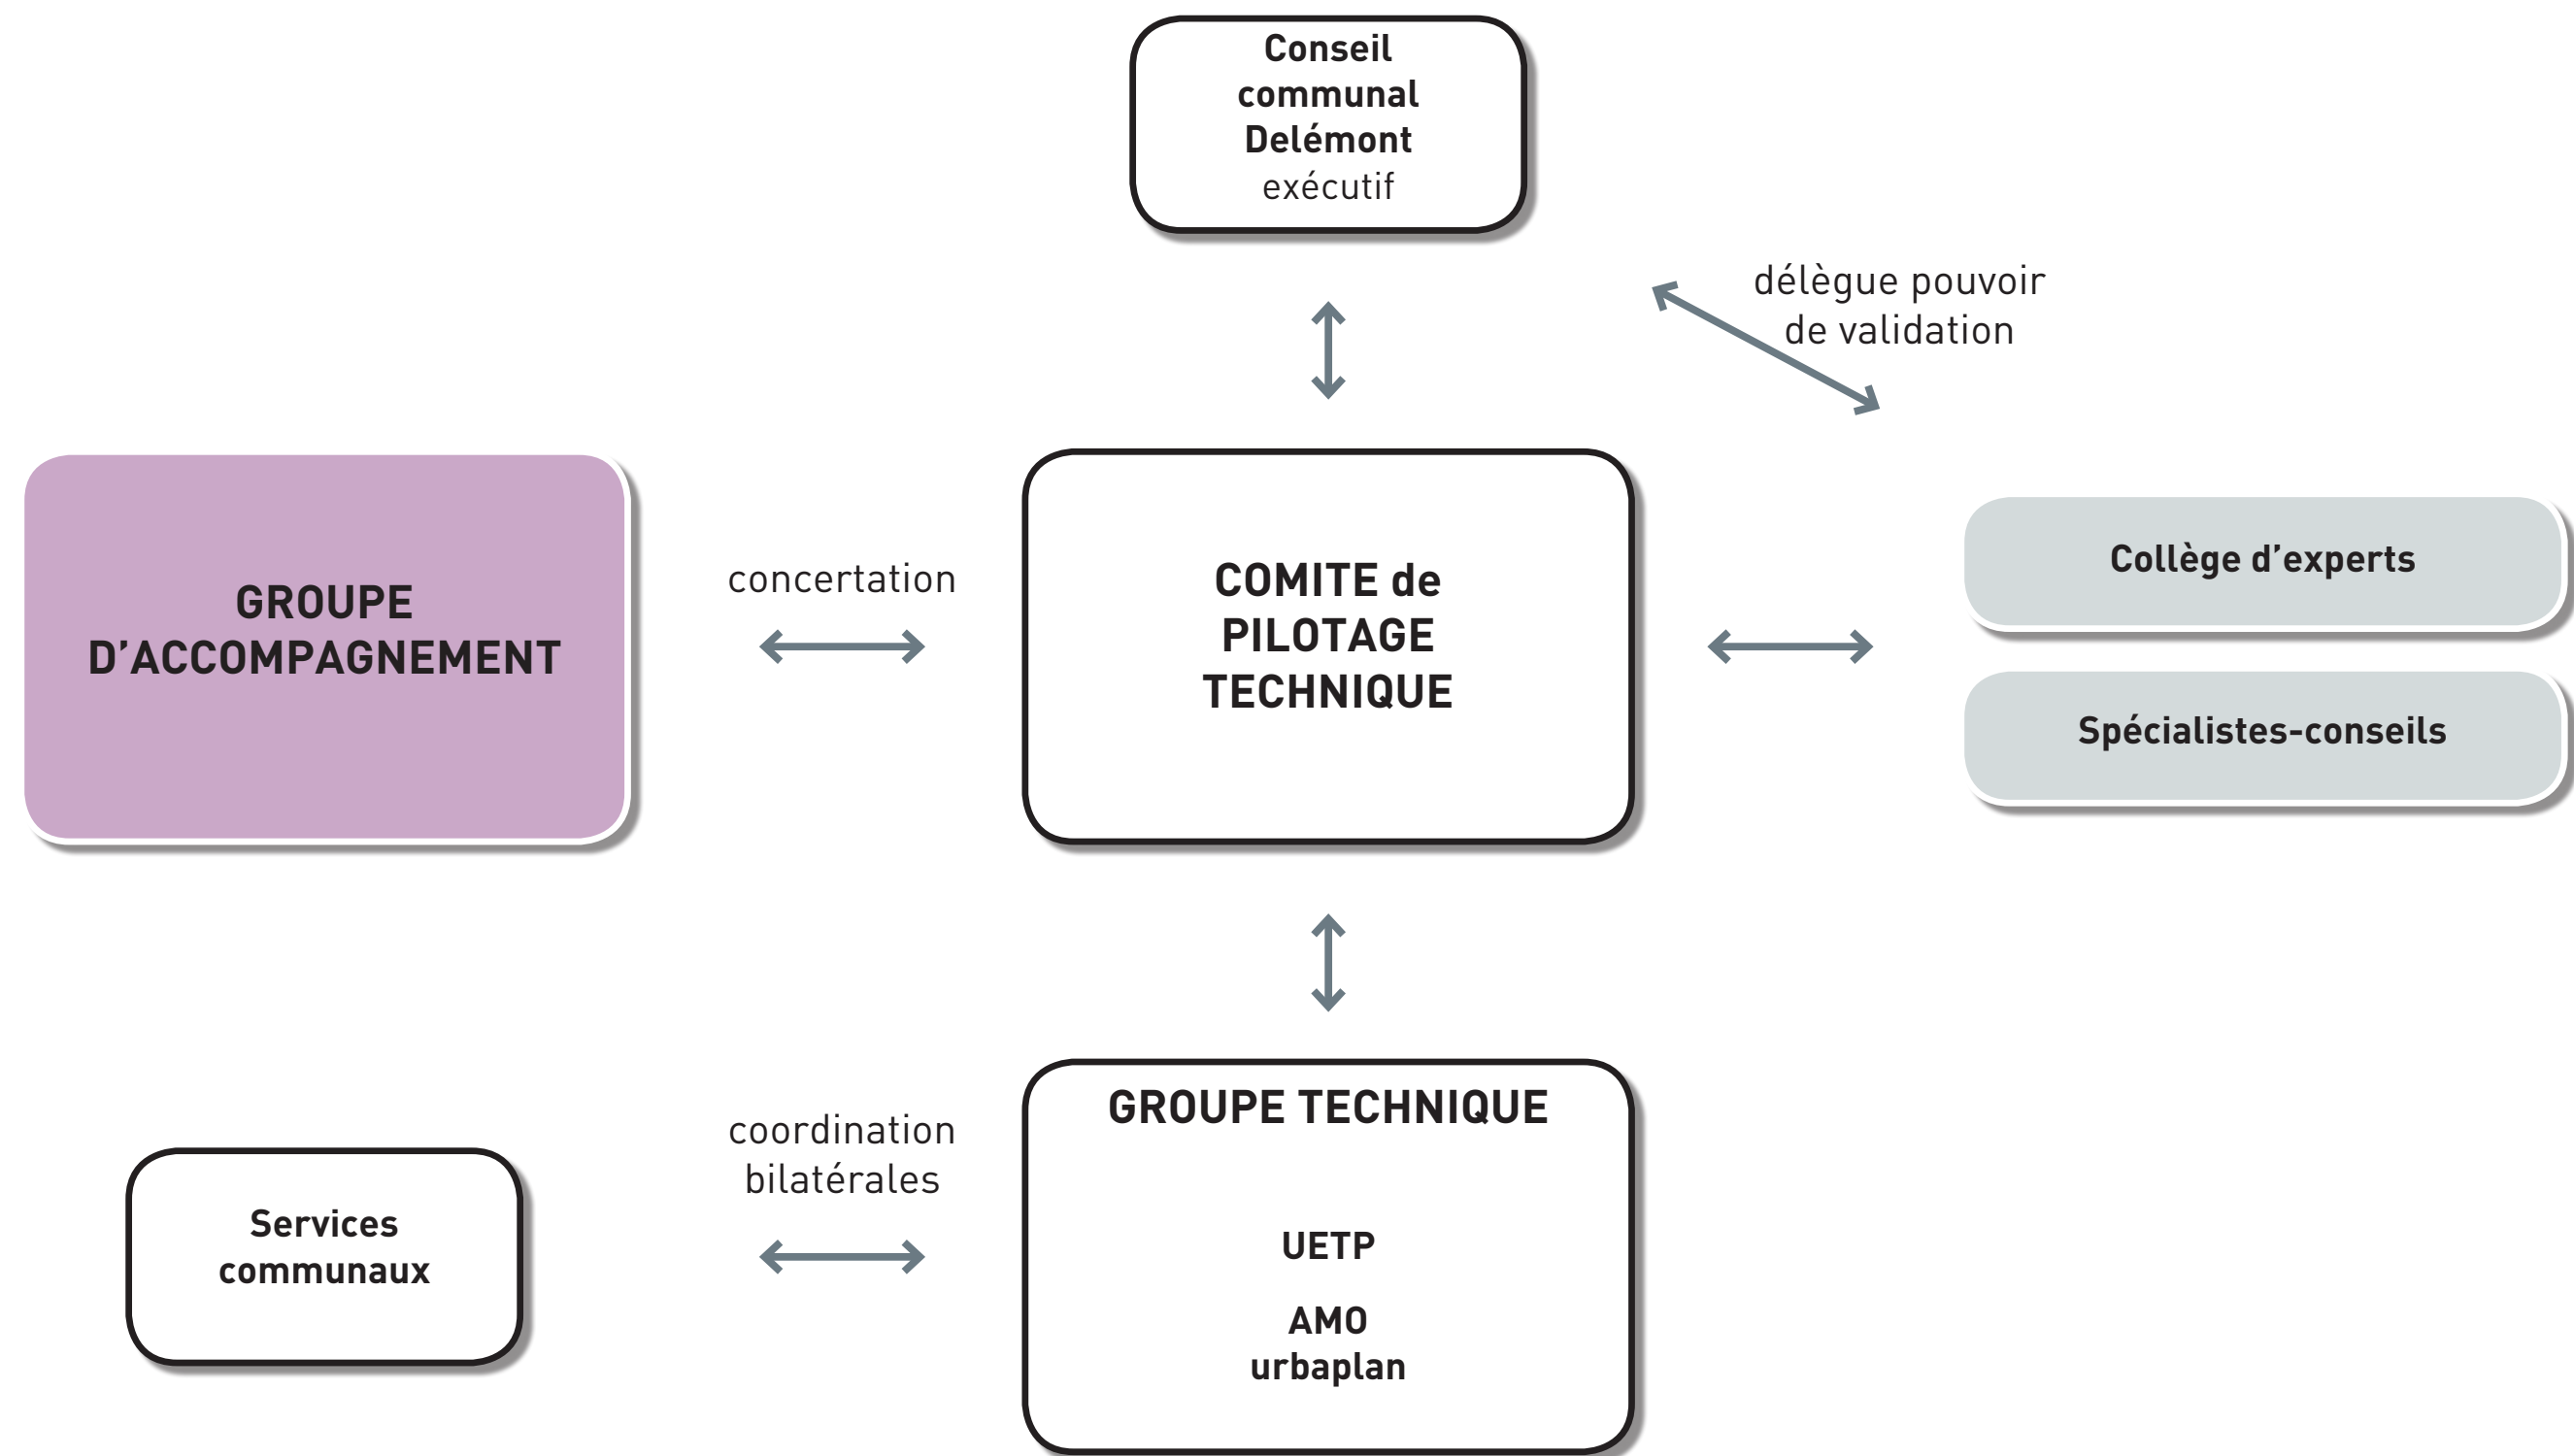 Conseil
communal
Delémont
exécutif
délègue pouvoir
de validation
GROUPE
D’ACCOMPAGNEMENT
concertation
COMITE de
PILOTAGE
TECHNIQUE
Collège d’experts
Spécialistes-conseils
Services
communaux
coordination
bilatérales
GROUPE TECHNIQUE
UETP
AMO
urbaplan